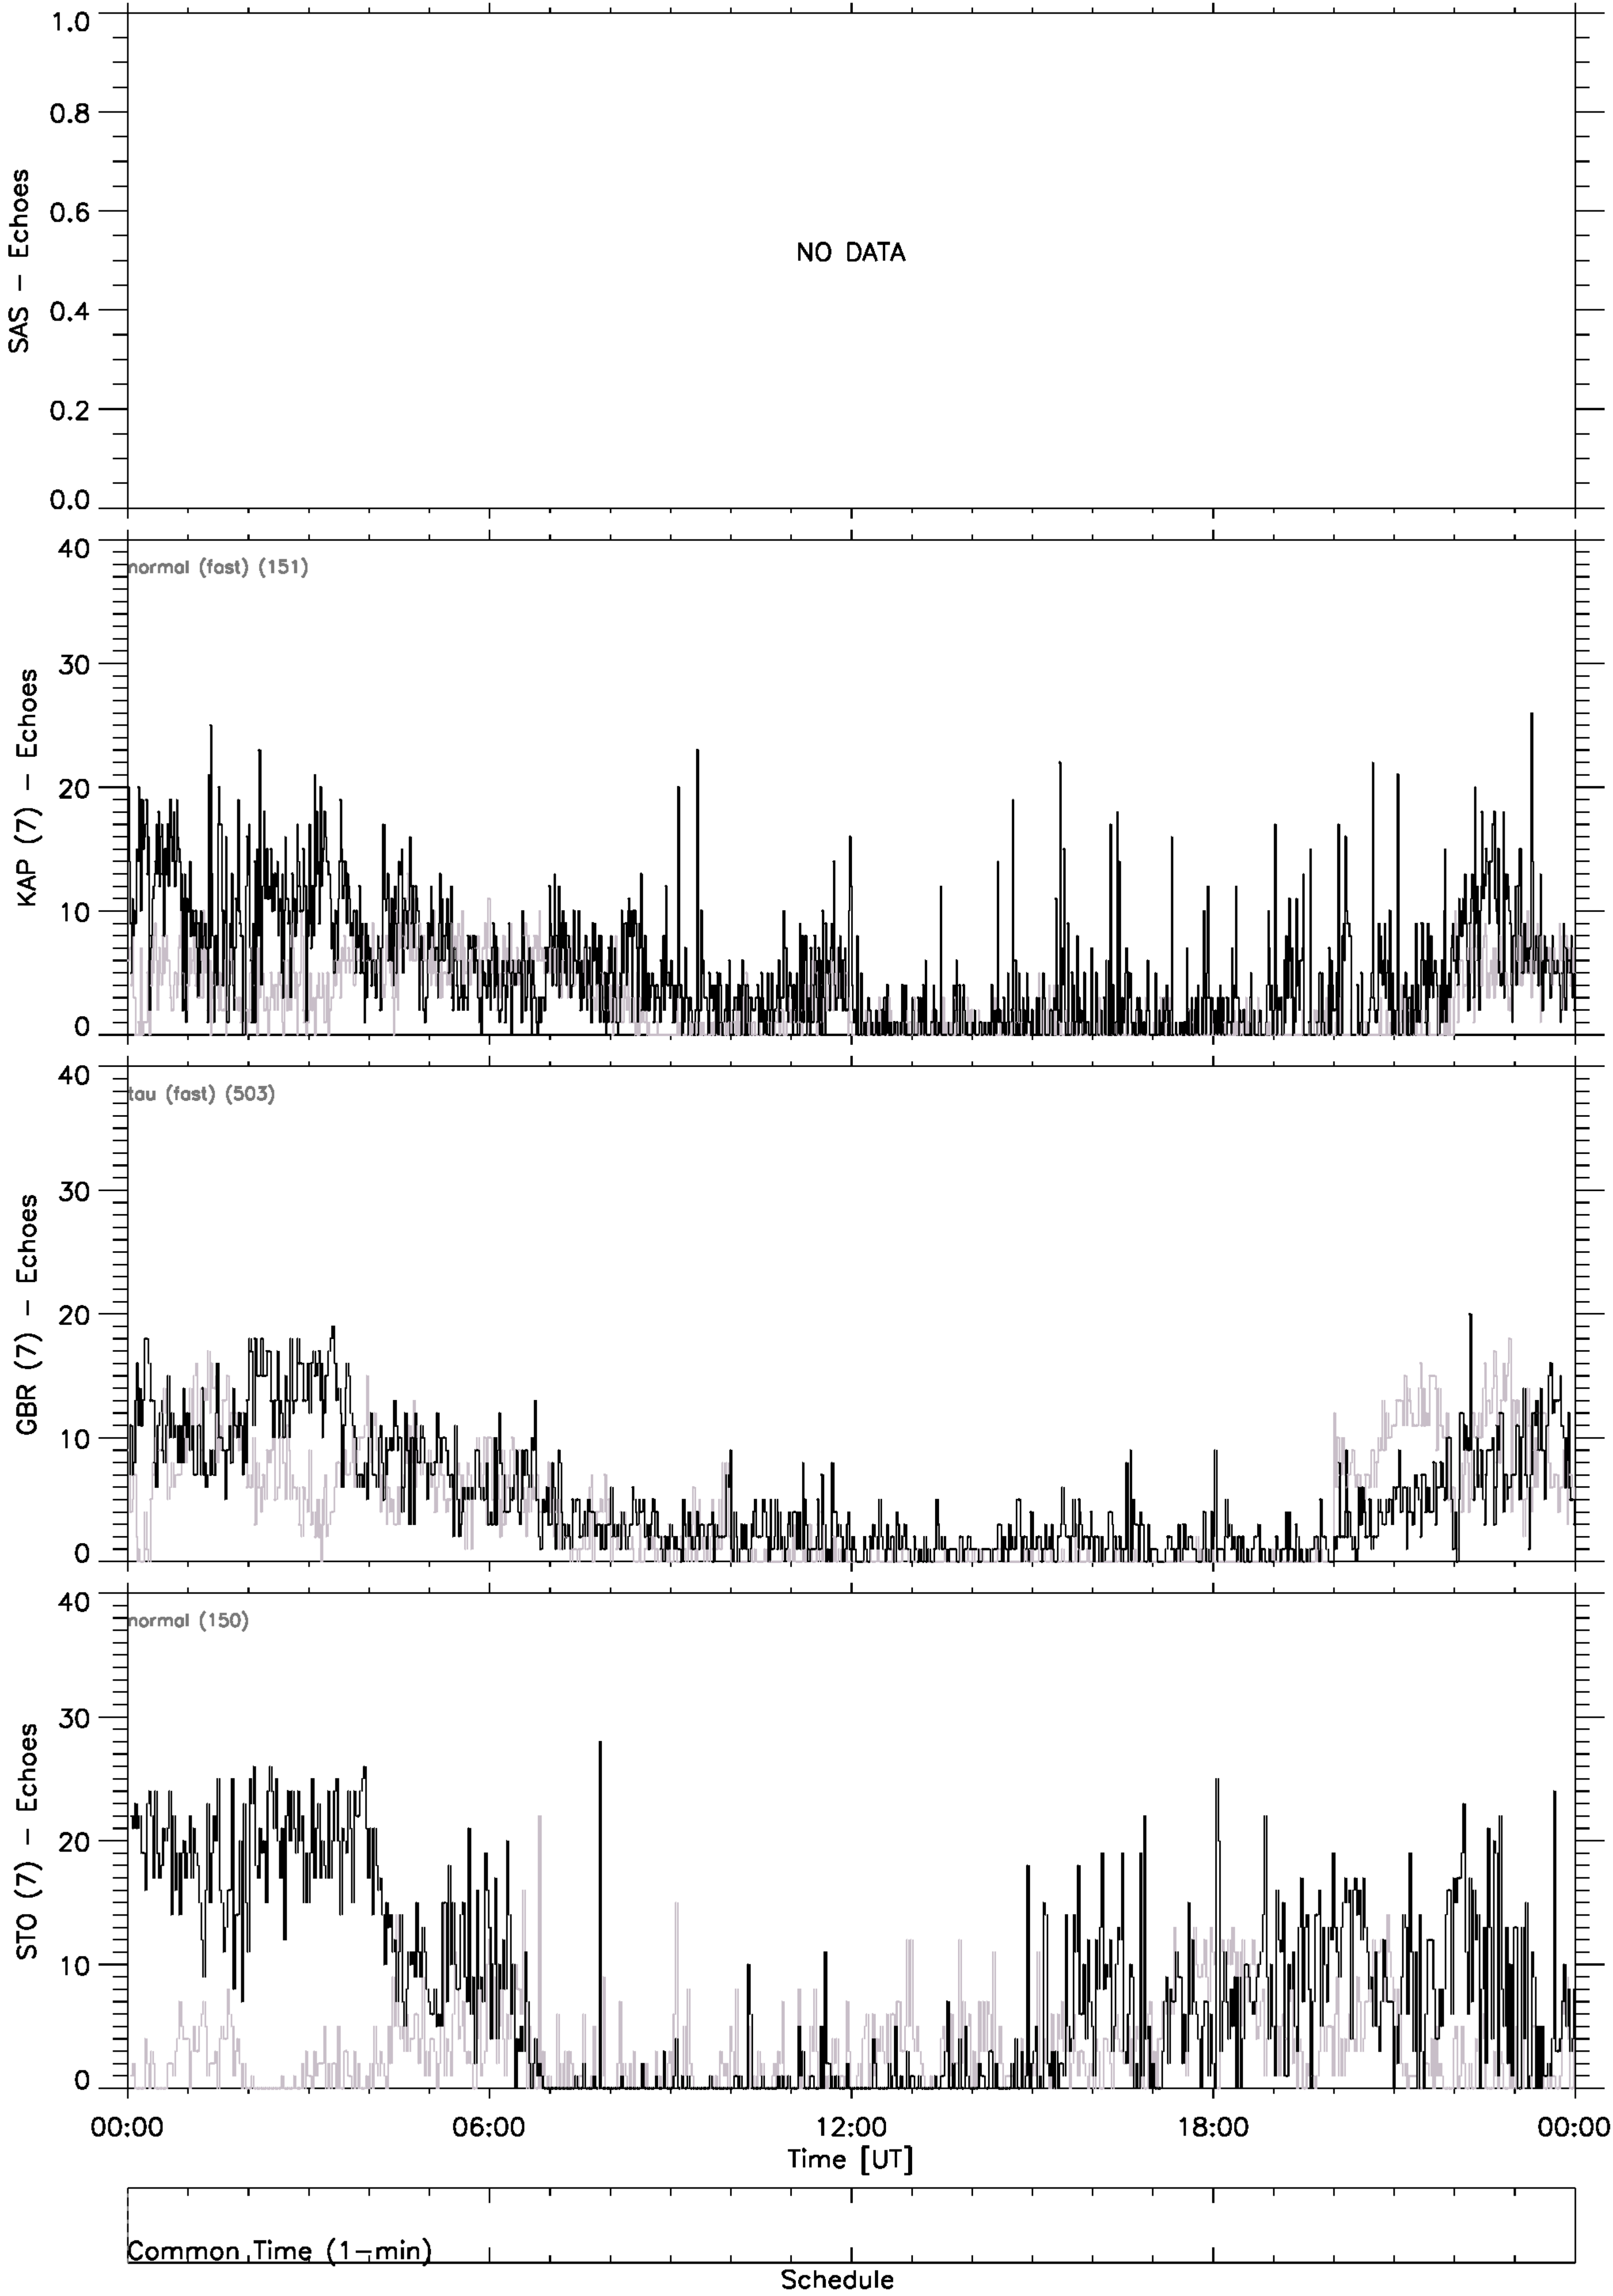 1.0
0.8
0.6
0.4
0.2
0.0
SAS – Echoes
NO DATA
40
30
20
10
0
KAP (7) – Echoes
normal (fast) (151)
40
30
20
10
0
GBR (7) – Echoes
tau (fast) (503)
40
30
20
10
0
STO (7) – Echoes
normal (150)
00:00 06:00 12:00 18:00 00:00
Time [UT]
Common Time (1–min)
Schedule